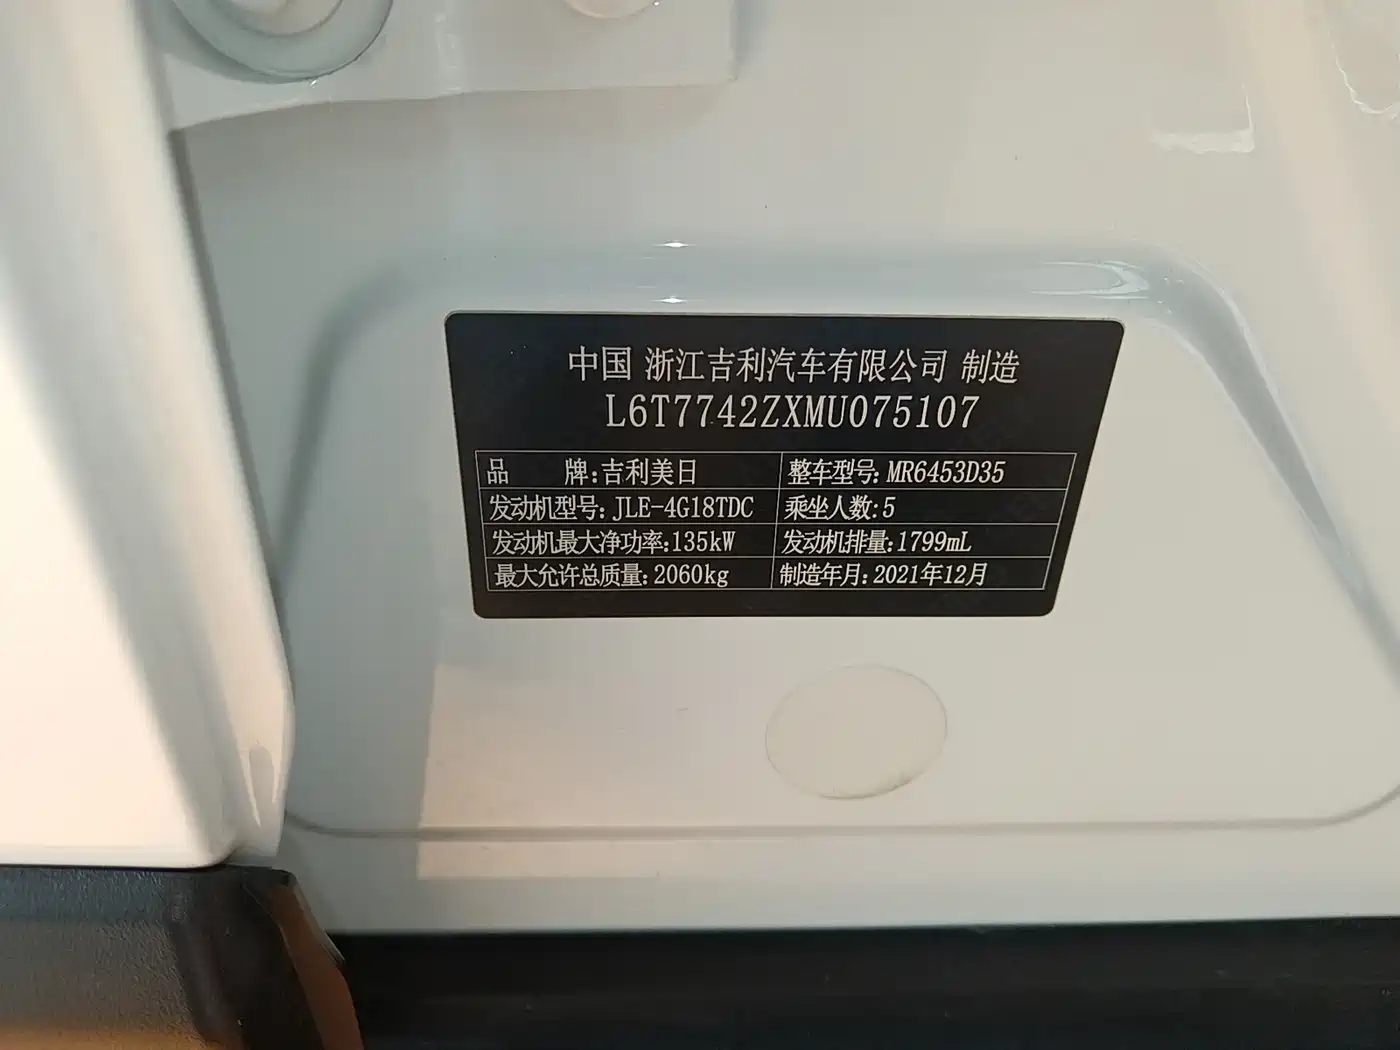 中国 浙江吉利汽车有限公司 制造
L6T7742ZXMU075107
品 牌:吉利美日 整车型号: MR6453D35
发动机型号: JLE-4G18TDC 乘坐人数: 5
发动机最大净功率:135kW 发动机排量:1799mL
最大允许总质量: 2060kg 制造年月: 2021年12月